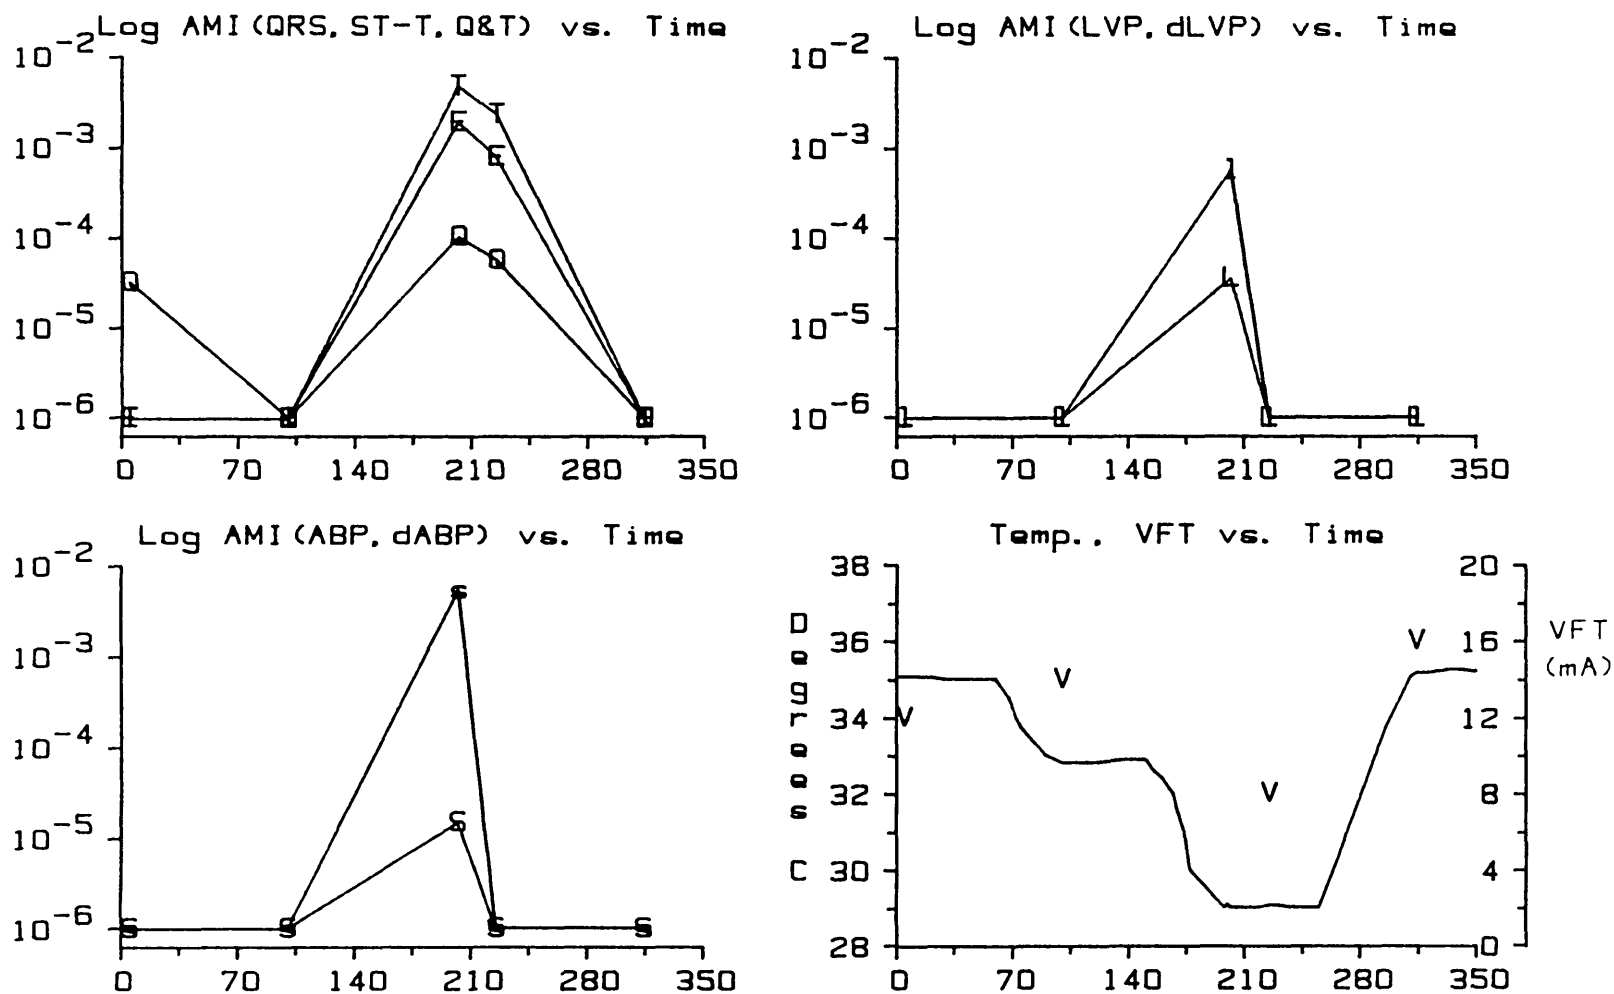 Log AMI(QRS, ST-T, Q&T) vs. Time
10-2
10-3
10-4
10-5
10-6
0 70 140 210 280 350
T T
E E
Q Q Q
Log AMI(LVP, dLVP) vs. Time
10-2
10-3
10-4
10-5
10-6
0 70 140 210 280 350
L
L
Log AMI(ABP, dABP) vs. Time
10-2
10-3
10-4
10-5
10-6
0 70 140 210 280 350
s
S
S S S S
Temp., VFT vs. Time
38
36
34
32
30
28
Degrees C
0 70 140 210 280 350
V V V V
20
16
12
8
4
0
VFT
(mA)